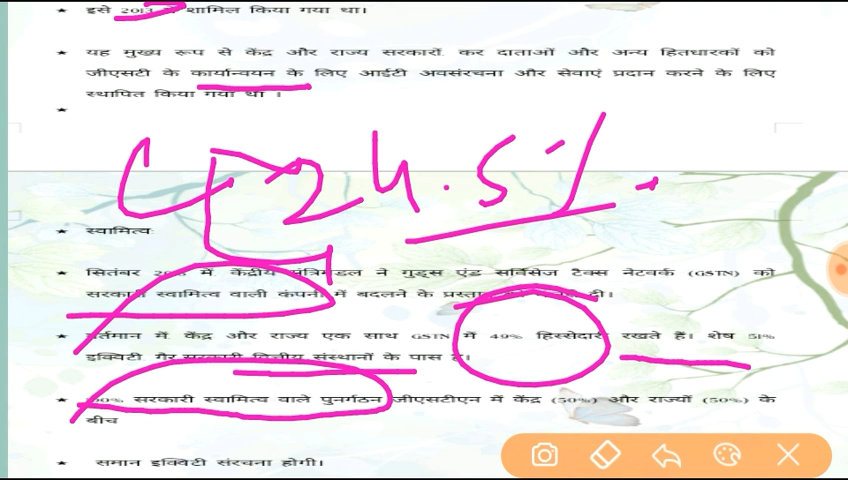 इसे 2013 शामिल किया गया था।
★ यह मुख्य रूप से केंद्र और राज्य सरकारों, कर दाताओं और अन्य हितधारकों को
जीएसटी के कार्यान्वयन के लिए आईटी अवसंरचना और सेवाएं प्रदान करने के लिए
स्थापित किया गया था ।
24.5%
★ स्वामित्व
★ सितंबर में केंद्रीय मंत्रिमंडल ने गुड्स एंड सर्विसेज टैक्स नेटवर्क (GSTN) को
सरकारी स्वामित्व वाली कंपनी में बदलने के प्रस्ताव दी।
★ वर्तमान में केंद्र और राज्य एक साथ GSTN में 49% हिस्सेदारी रखते हैं। शेष 51%
इक्विटी गैर सरकारी वित्तीय संस्थानों के पास है।
★ 100% सरकारी स्वामित्व वाले पुनर्गठन जीएसटीएन में केंद्र (50%) और राज्यों (50%) के
बीच
★ समान इक्विटी संरचना होगी।